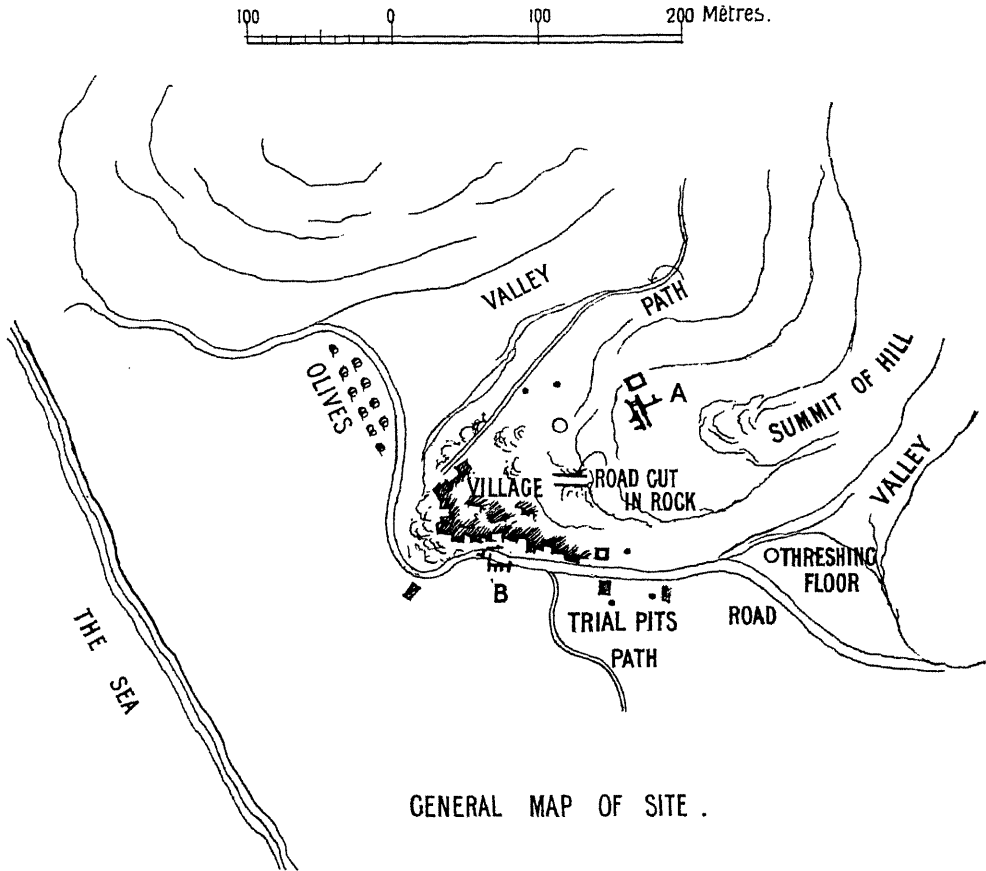 100 0 100 200 Mètres.
VALLEY
PATH
OLIVES
A
SUMMIT OF HILL
VALLEY
VILLAGE
ROAD CUT
IN ROCK
THRESHING
FLOOR
B
TRIAL PITS
ROAD
PATH
THE SEA
GENERAL MAP OF SITE.